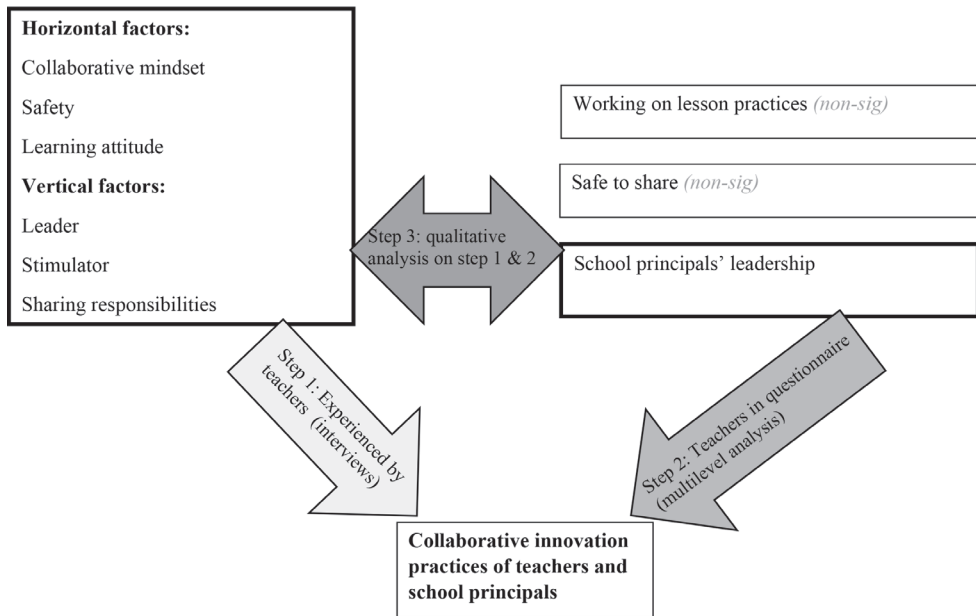 Horizontal factors:
Collaborative mindset
Safety
Learning attitude
Vertical factors:
Leader
Stimulator
Sharing responsibilities
Working on lesson practices (non-sig)
Safe to share (non-sig)
School principals’ leadership
Step 3: qualitative
analysis on step 1 & 2
Step 1: Experienced by
teachers (interviews)
Step 2: Teachers in questionnaire
(multilevel analysis)
Collaborative innovation
practices of teachers and
school principals